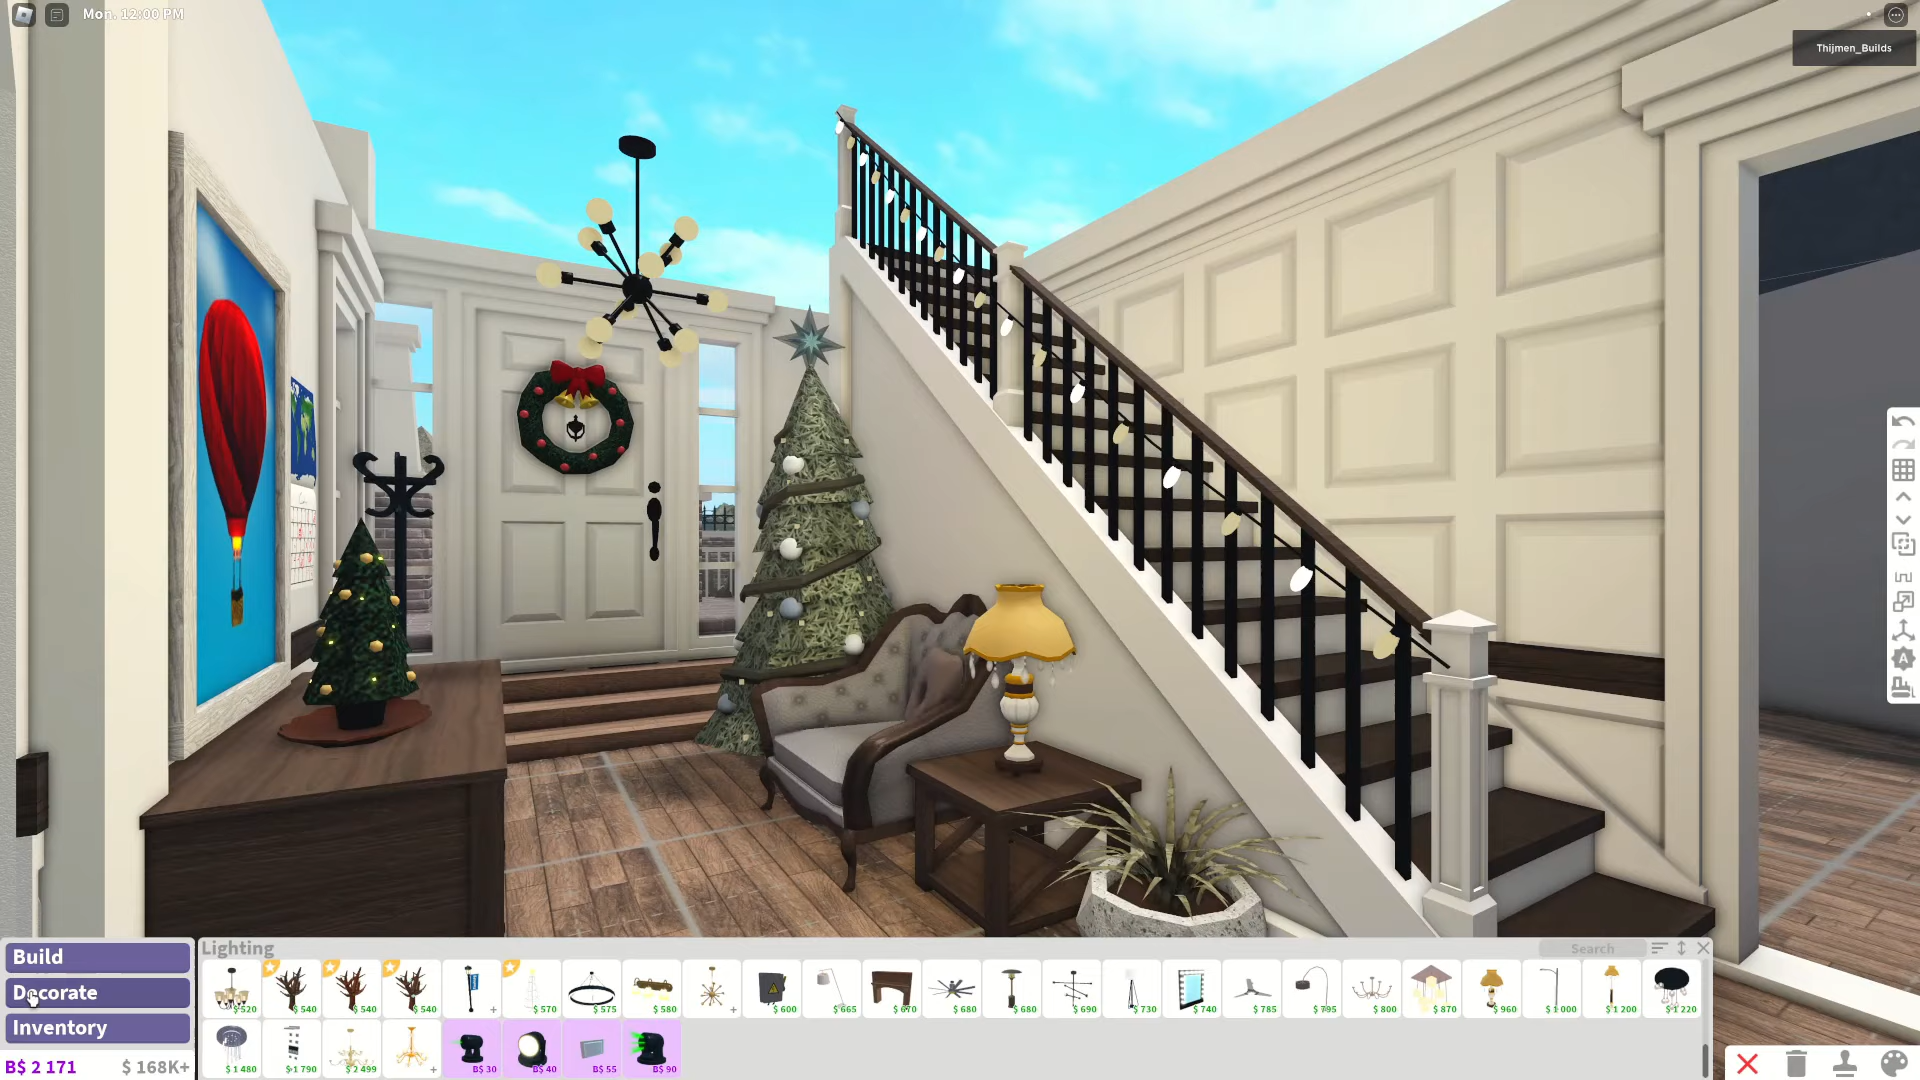 Mon. 12:00 PM
Thijmen_Builds
Build
Decorate
Inventory
B$ 2 171
$ 168K+
Lighting
Search
$520
$ 540
$ 540
$ 540
+
$ 570
$ 575
$ 580
+
$ 600
$ 665
$ 670
$ 680
$ 680
$ 690
$ 730
$ 740
$ 785
$ 795
$ 800
$ 870
$ 960
$ 1 000
$ 1 200
$ 1 220
$ 1 480
$ 1 790
$ 2 499
+
B$ 30
B$ 40
B$ 55
B$ 90
A